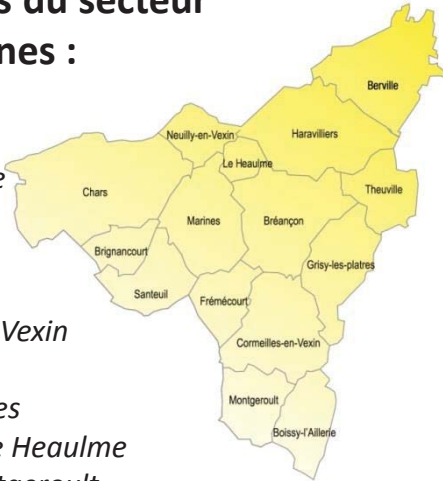 s du secteur
nes :
e
Vexin
es
e Heaulme
Berville
Neuilly-en-Vexin
Haravilliers
Le Heaulme
Theuville
Chars
Marines
Bréançon
Brignancourt
Grisy-les-platres
Santeuil
Frémécourt
Cormeilles-en-Vexin
Montgeroult
Boissy-l'Aillerie